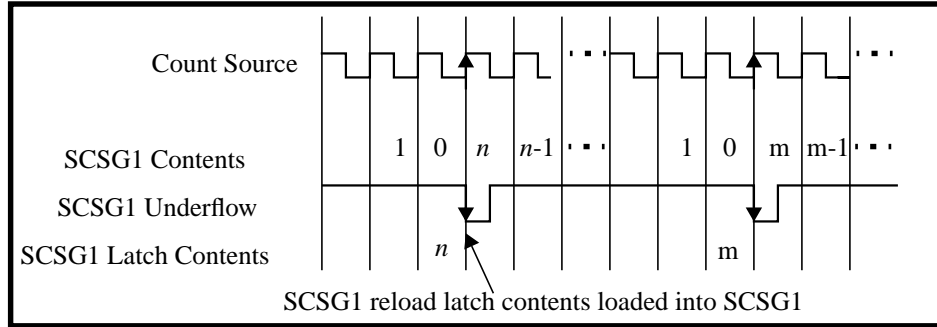 Count Source
SCSG1 Contents 1 0 n n-1 ··· 1 0 m m-1 ···
SCSG1 Underflow
SCSG1 Latch Contents n m
SCSG1 reload latch contents loaded into SCSG1